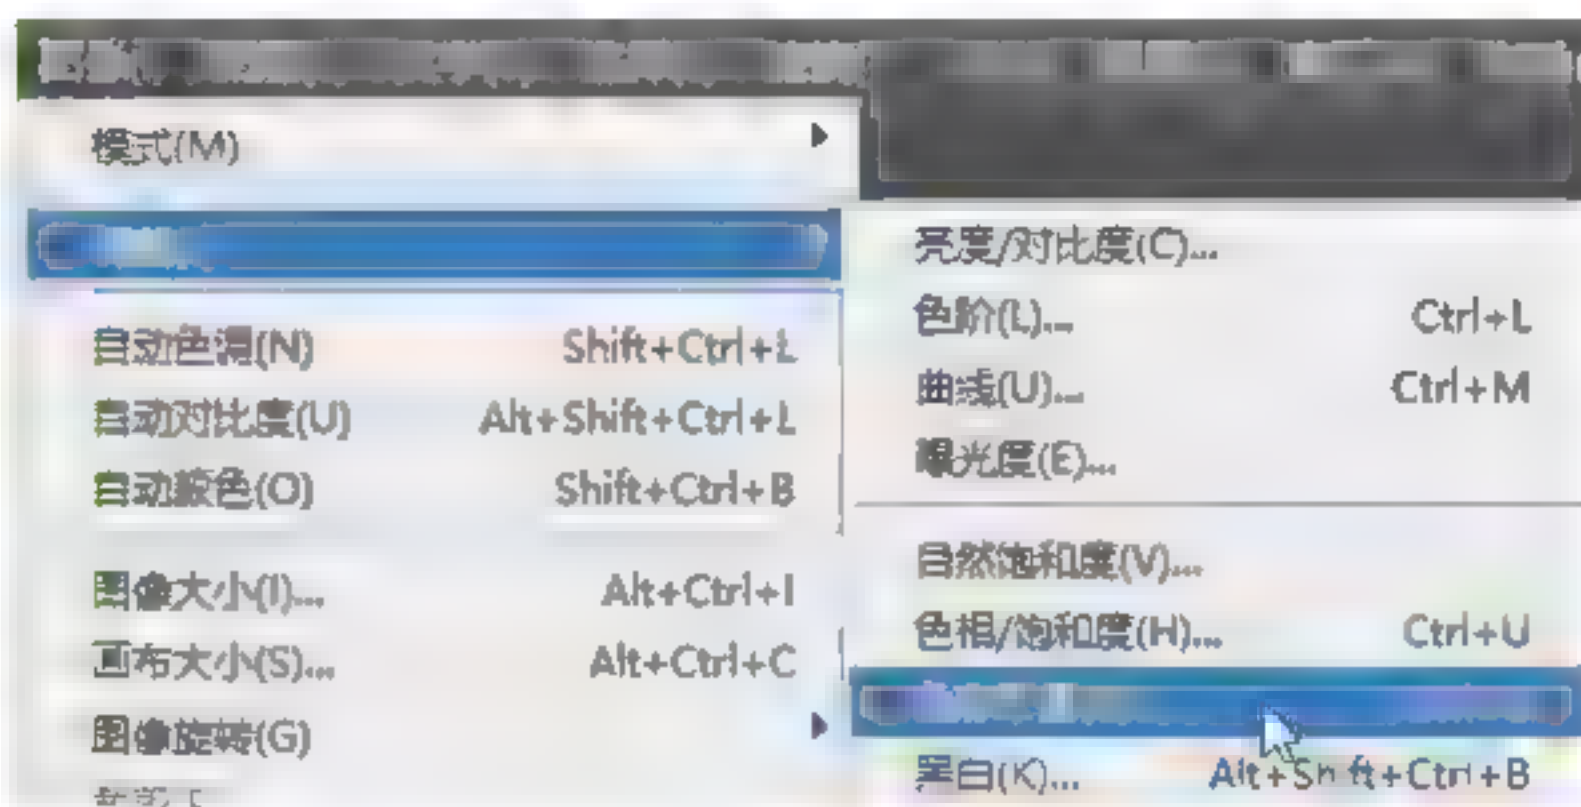 模式(M)
自动色调(N) Shift+Ctrl+L
自动对比度(U) Alt+Shift+Ctrl+L
自动颜色(O) Shift+Ctrl+B
图像大小(I)... Alt+Ctrl+I
画布大小(S)... Alt+Ctrl+C
图像旋转(G)
亮度/对比度(C)...
色阶(L)... Ctrl+L
曲线(U)... Ctrl+M
曝光度(E)...
自然饱和度(V)...
色相/饱和度(H)... Ctrl+U
黑白(K)... Alt+Shift+Ctrl+B